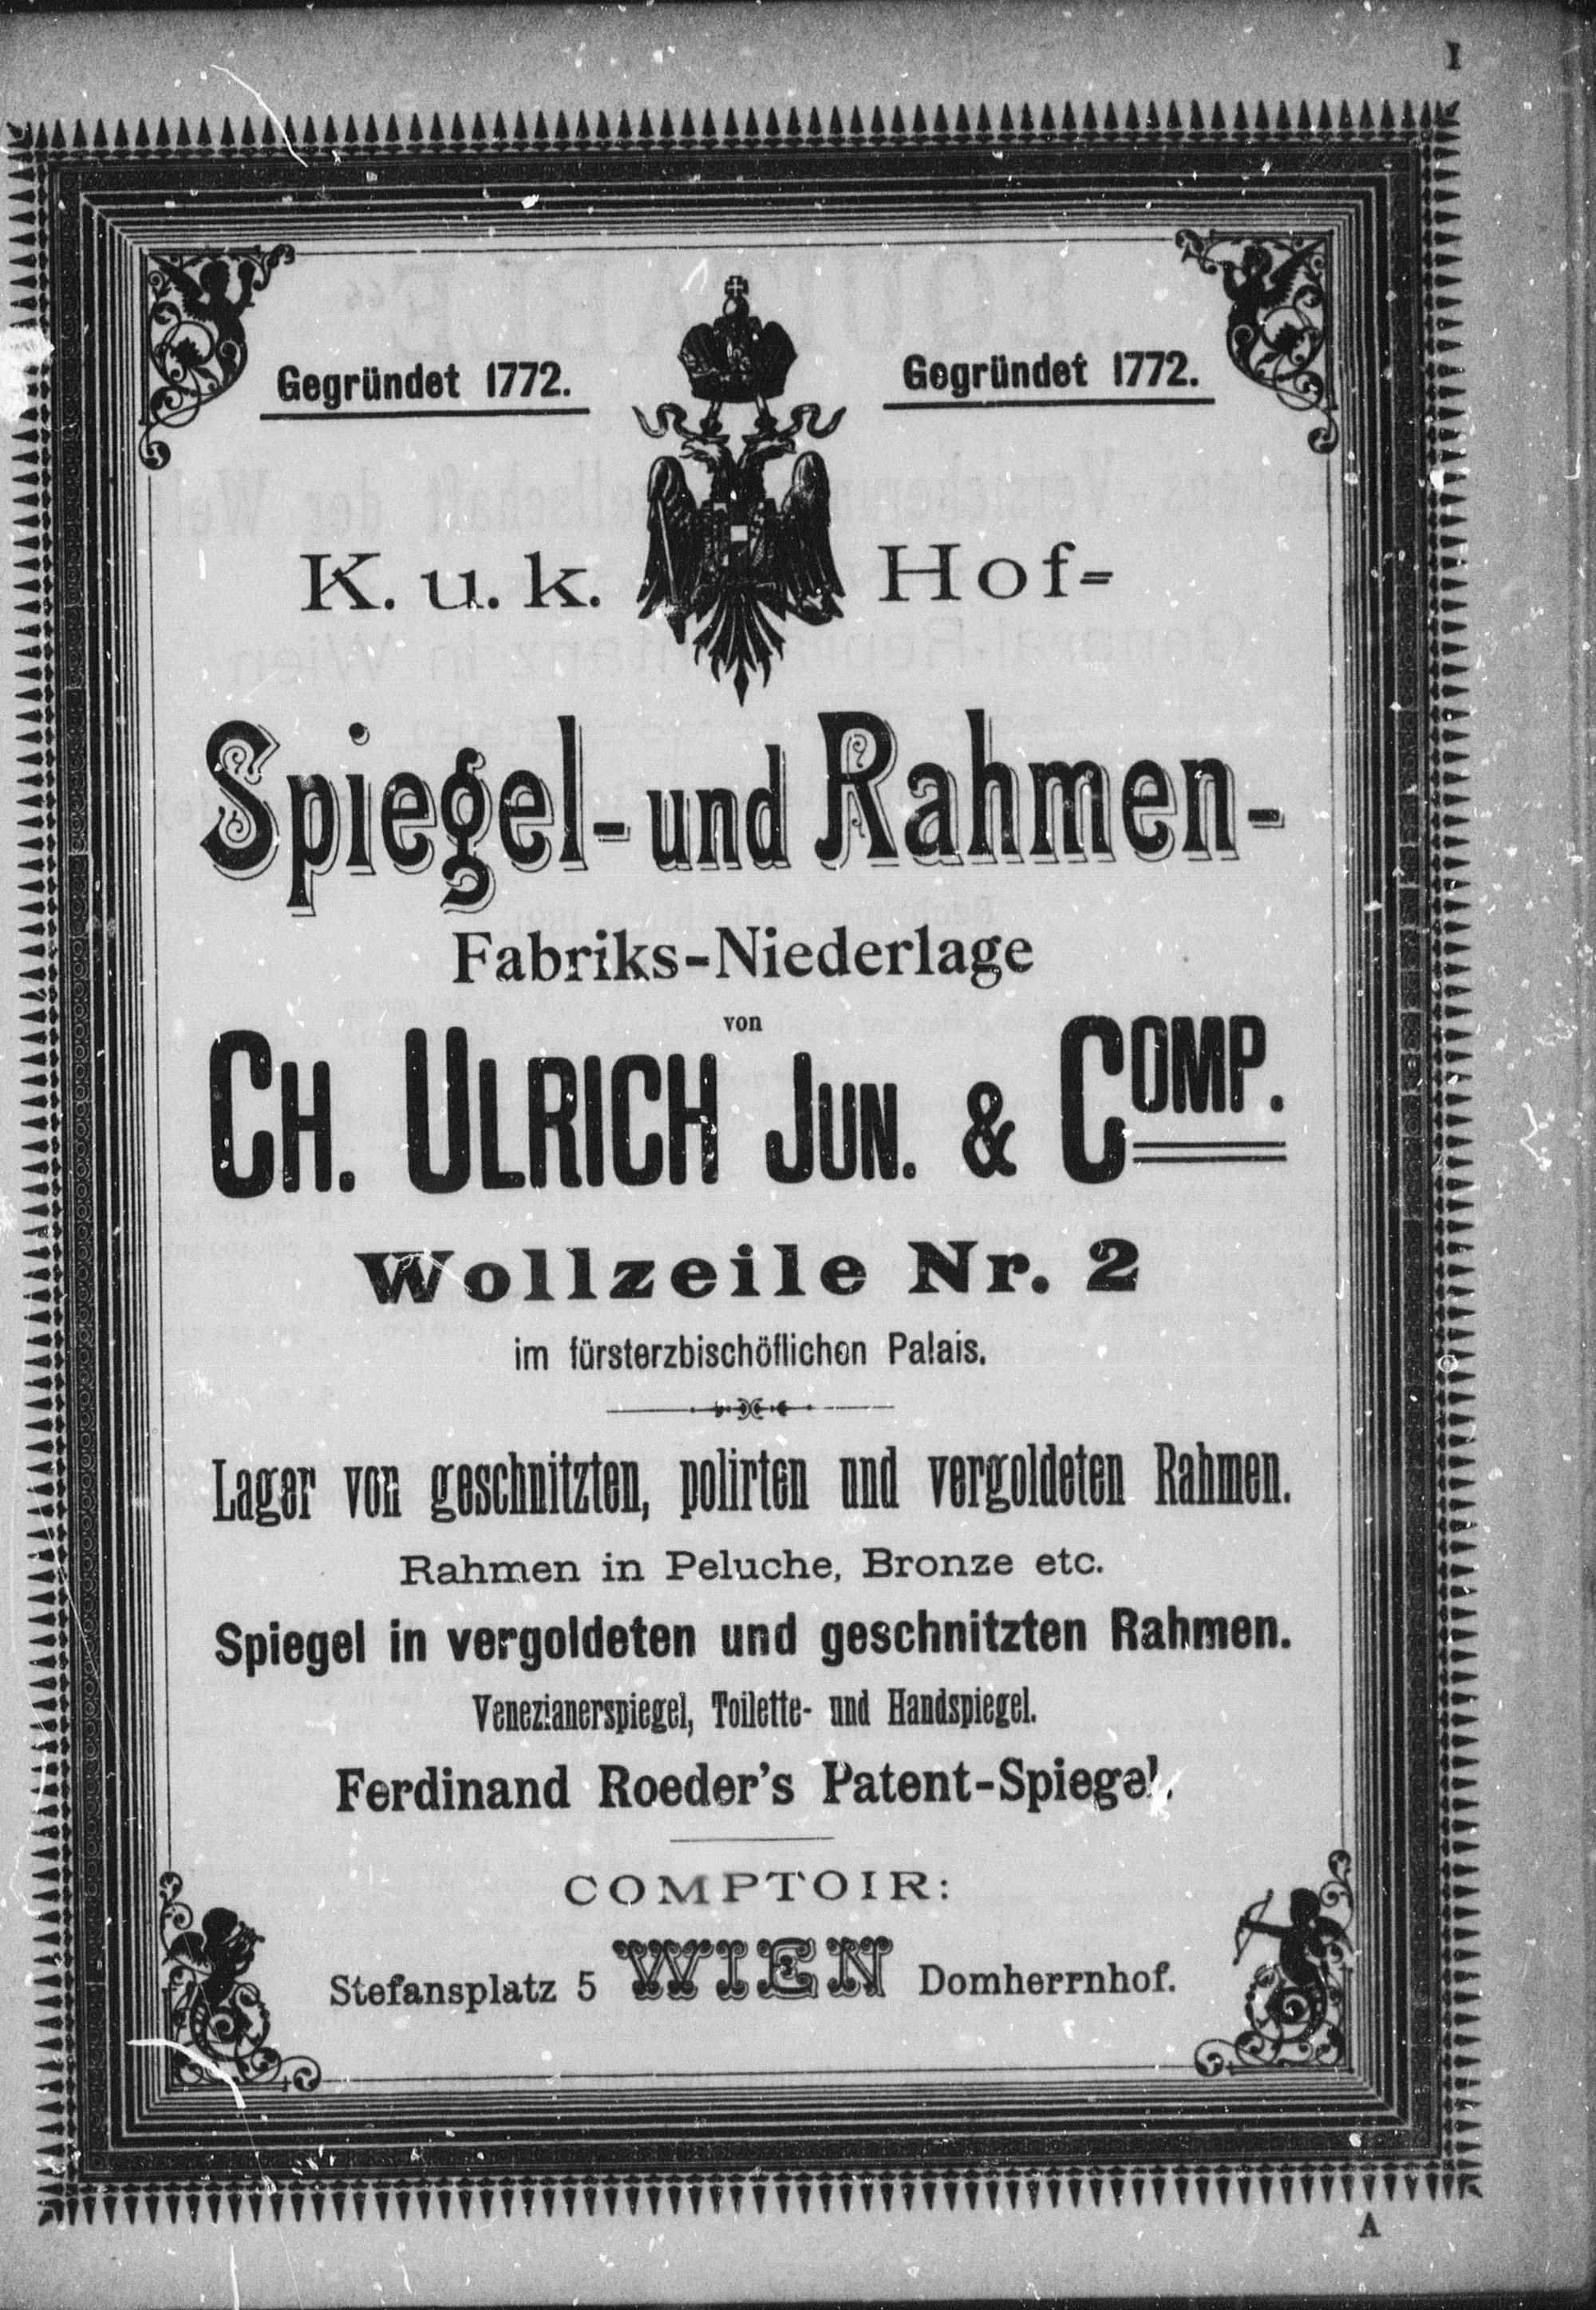 I
Gegründet 1772. Gegründet 1772.
K. u. k. Hof-
Spiegel- und Rahmen-
Fabriks-Niederlage
von
CH. ULRICH JUN. & COMP.
Wollzeile Nr. 2
im fürsterzbischöflichen Palais.
Lager von geschnitzten, polirten und vergoldeten Rahmen.
Rahmen in Peluche, Bronze etc.
Spiegel in vergoldeten und geschnitzten Rahmen.
Venezianerspiegel, Toilette- und Handspiegel.
Ferdinand Roeder's Patent-Spiegel.
COMPTOIR:
Stefansplatz 5 WIEN Domherrnhof.
A